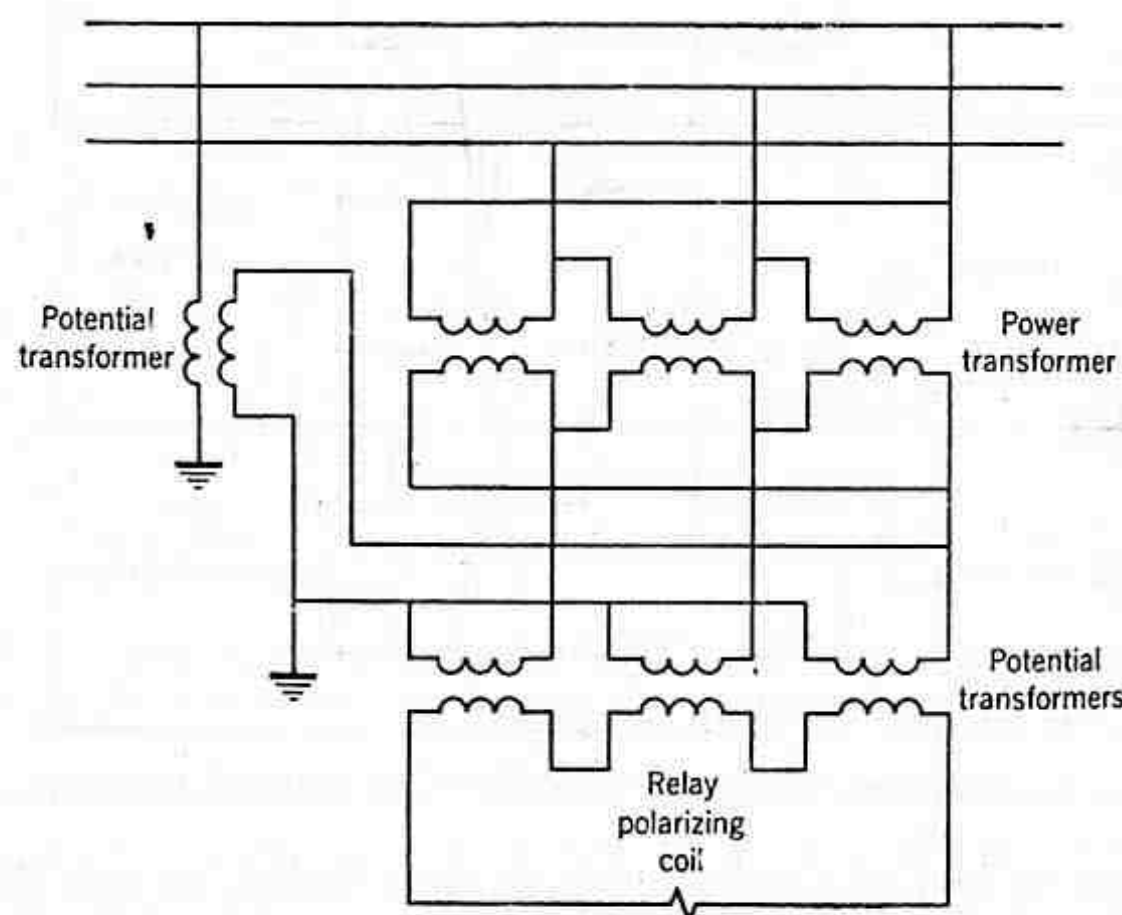 Potential
transformer
Power
transformer
Potential
transformers
Relay
polarizing
coil